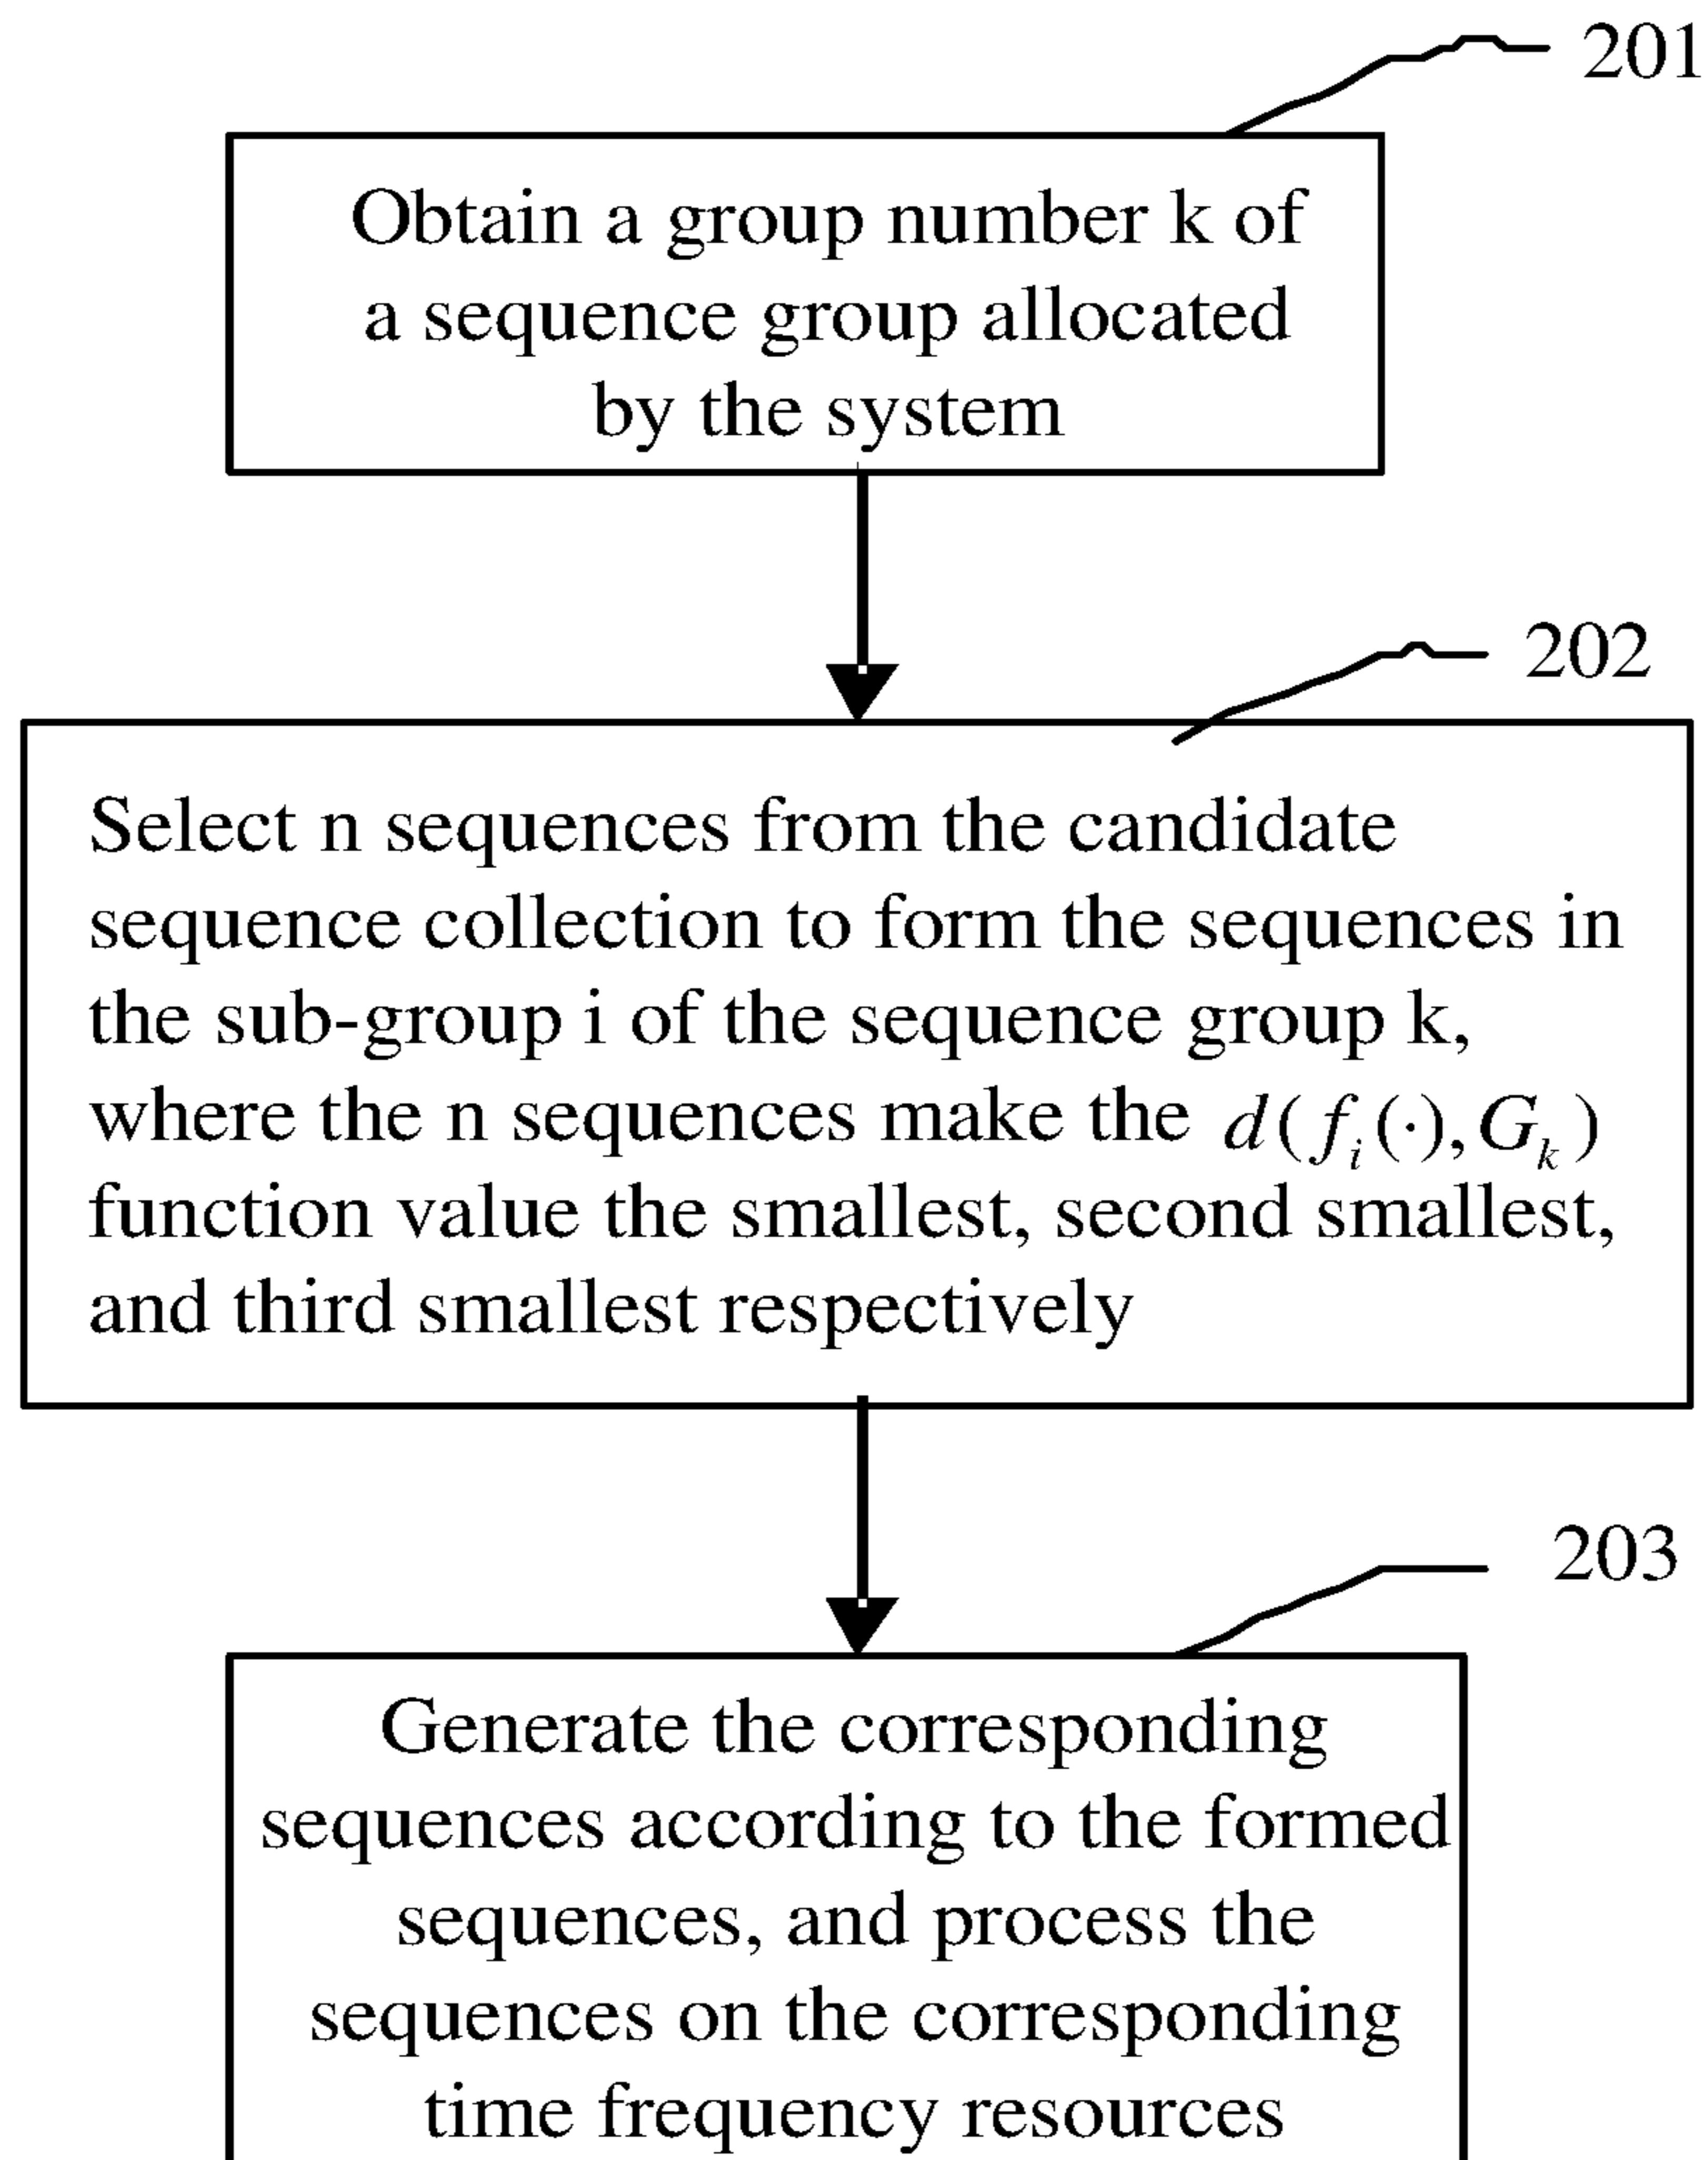 201
Obtain a group number k of
a sequence group allocated
by the system
202
Select n sequences from the candidate
sequence collection to form the sequences in
the sub-group i of the sequence group k,
where the n sequences make the d(f_i(·), G_k)
function value the smallest, second smallest,
and third smallest respectively
203
Generate the corresponding
sequences according to the formed
sequences, and process the
sequences on the corresponding
time frequency resources